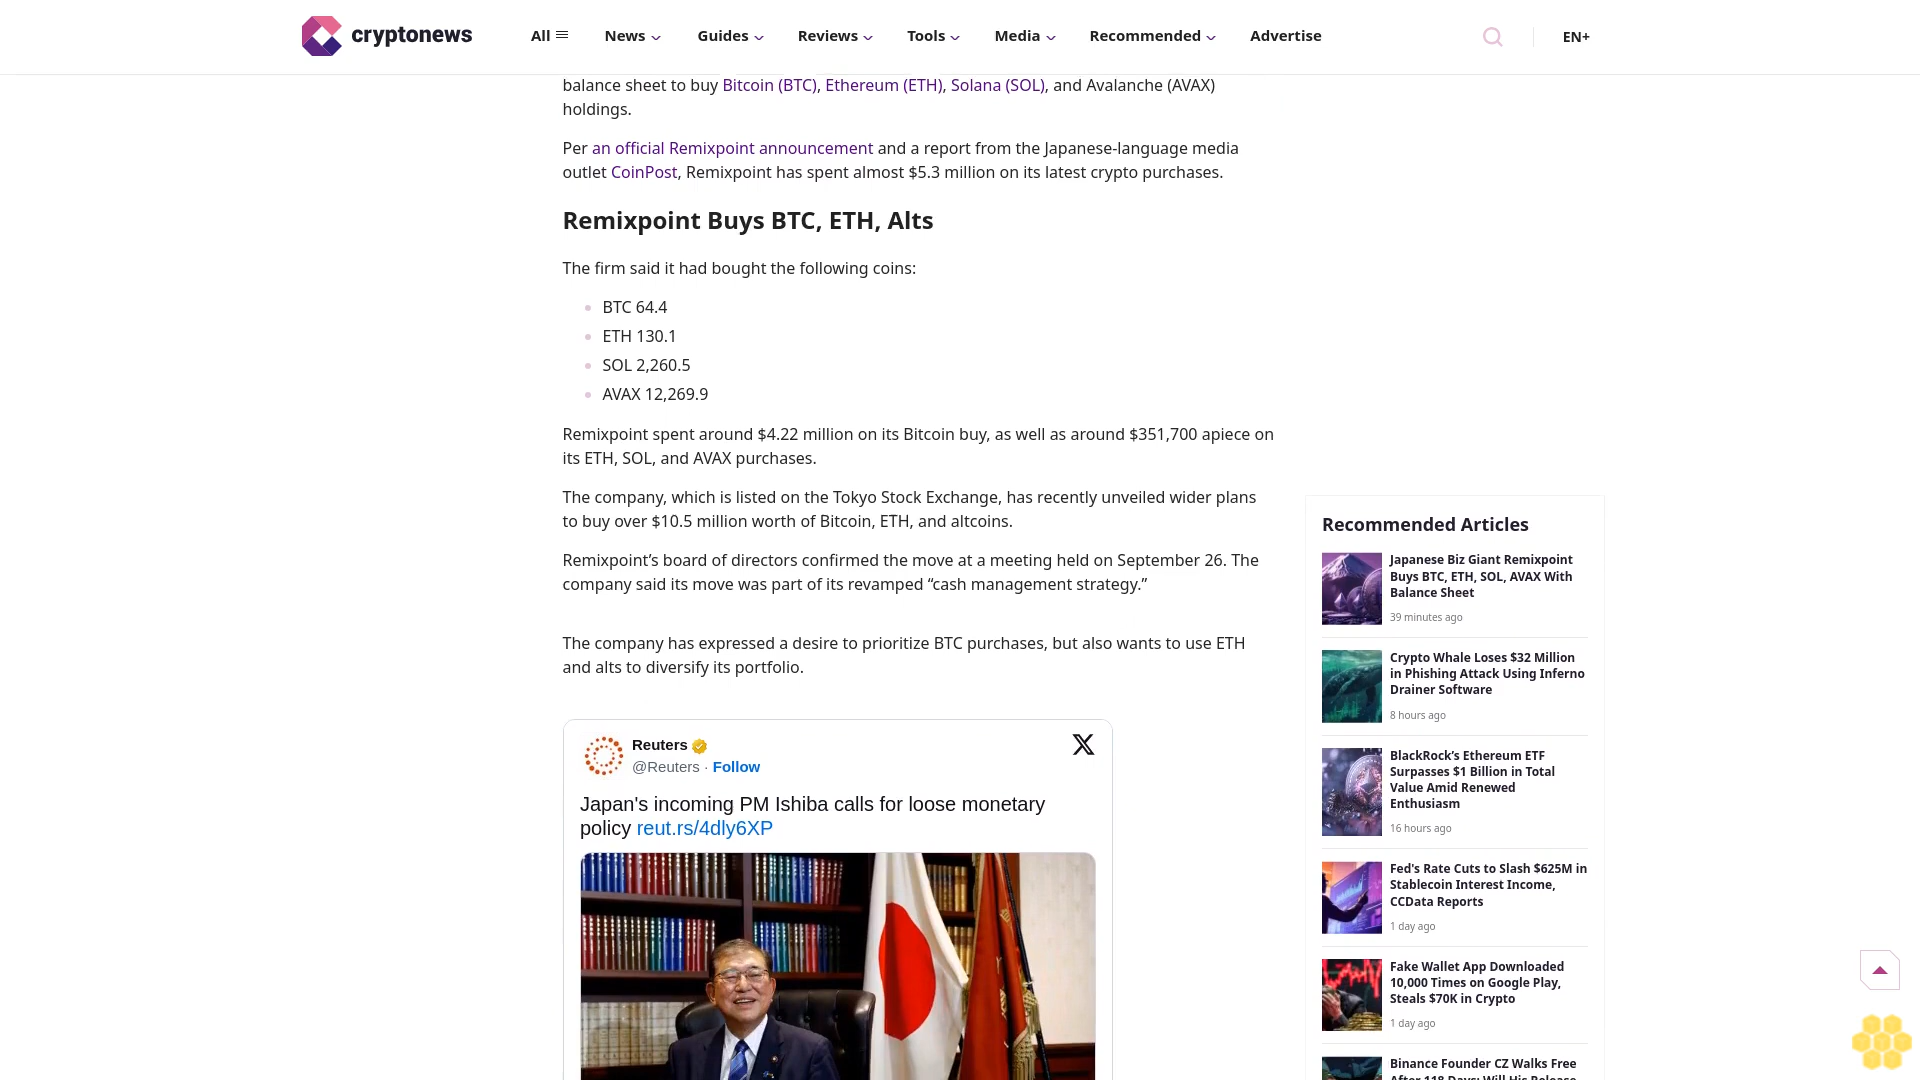 cryptonews
All
News
Guides
Reviews
Tools
Media
Recommended
Advertise
EN+
balance sheet to buy Bitcoin (BTC), Ethereum (ETH), Solana (SOL), and Avalanche (AVAX)
holdings.
Per an official Remixpoint announcement and a report from the Japanese-language media
outlet CoinPost, Remixpoint has spent almost $5.3 million on its latest crypto purchases.
Remixpoint Buys BTC, ETH, Alts
The firm said it had bought the following coins:
BTC 64.4
ETH 130.1
SOL 2,260.5
AVAX 12,269.9
Remixpoint spent around $4.22 million on its Bitcoin buy, as well as around $351,700 apiece on
its ETH, SOL, and AVAX purchases.
The company, which is listed on the Tokyo Stock Exchange, has recently unveiled wider plans
to buy over $10.5 million worth of Bitcoin, ETH, and altcoins.
Remixpoint’s board of directors confirmed the move at a meeting held on September 26. The
company said its move was part of its revamped “cash management strategy.”
The company has expressed a desire to prioritize BTC purchases, but also wants to use ETH
and alts to diversify its portfolio.
Reuters
@Reuters · Follow
Japan's incoming PM Ishiba calls for loose monetary
policy reut.rs/4dly6XP
Recommended Articles
Japanese Biz Giant Remixpoint
Buys BTC, ETH, SOL, AVAX With
Balance Sheet
39 minutes ago
Crypto Whale Loses $32 Million
in Phishing Attack Using Inferno
Drainer Software
8 hours ago
BlackRock’s Ethereum ETF
Surpasses $1 Billion in Total
Value Amid Renewed
Enthusiasm
16 hours ago
Fed's Rate Cuts to Slash $625M in
Stablecoin Interest Income,
CCData Reports
1 day ago
Fake Wallet App Downloaded
10,000 Times on Google Play,
Steals $70K in Crypto
1 day ago
Binance Founder CZ Walks Free
After 118 Days: Will His Release